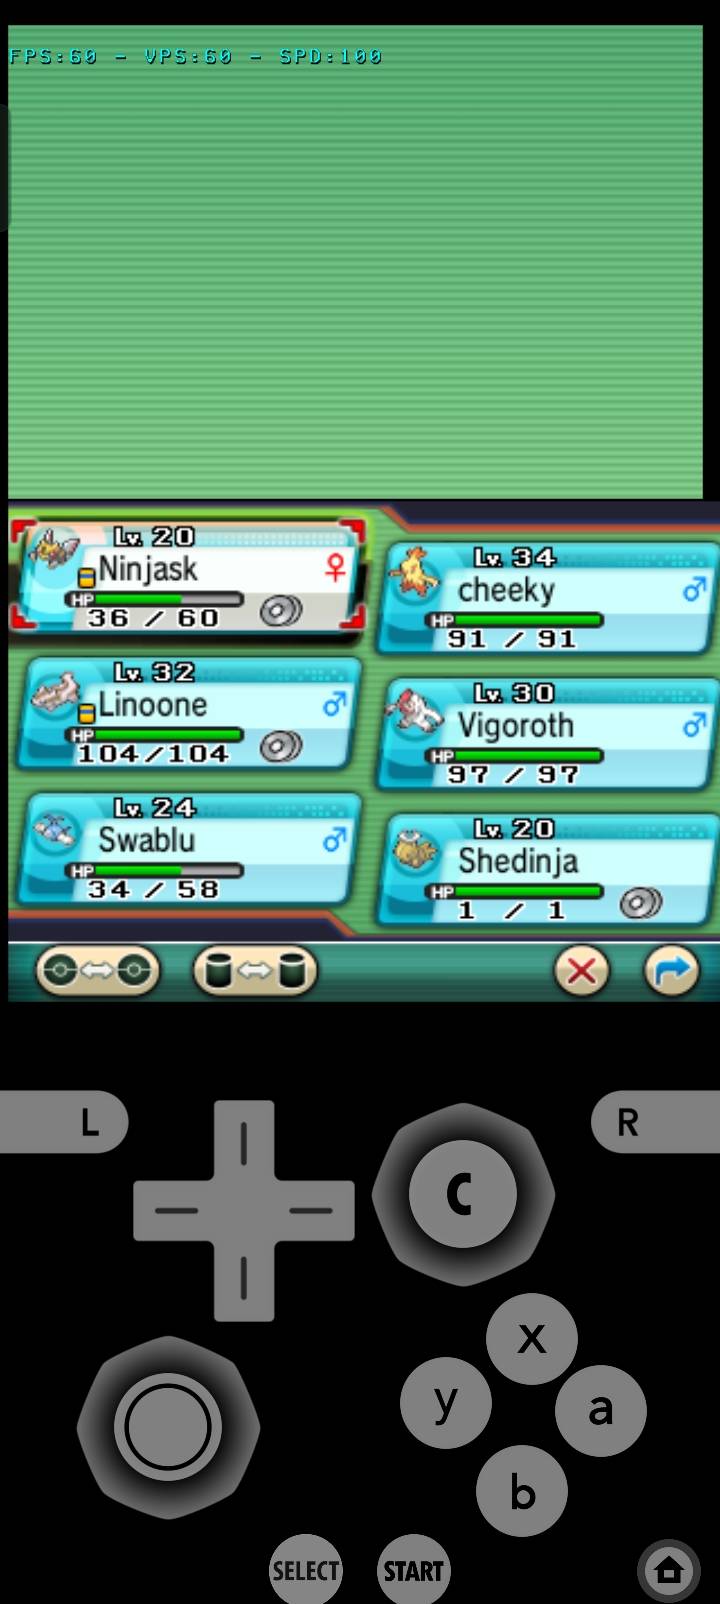 FPS:60 - VPS:60 - SPD:100
Lv. 20
Ninjask ♀
HP
36 / 60
Lv. 34
cheeky ♂
HP
91 / 91
Lv. 32
Linoone ♂
HP
104/104
Lv. 30
Vigoroth ♂
HP
97 / 97
Lv. 24
Swablu ♂
HP
34 / 58
Lv. 20
Shedinja
HP
1 / 1
L
R
C
x
y
a
b
SELECT
START